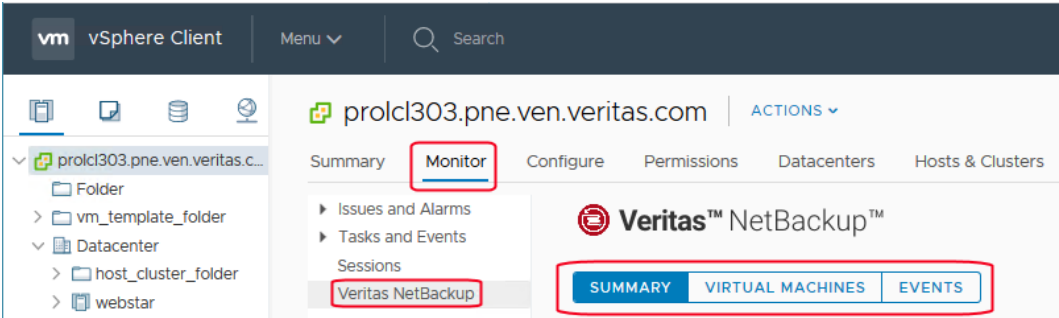 vm vSphere Client Menu Search
prolcl303.pne.ven.veritas.com ACTIONS
Summary Monitor Configure Permissions Datacenters Hosts & Clusters
prolcl303.pne.ven.veritas.c...
Folder
vm_template_folder
Datacenter
host_cluster_folder
webstar
Issues and Alarms
Tasks and Events
Sessions
Veritas NetBackup
Veritas™ NetBackup™
SUMMARY VIRTUAL MACHINES EVENTS